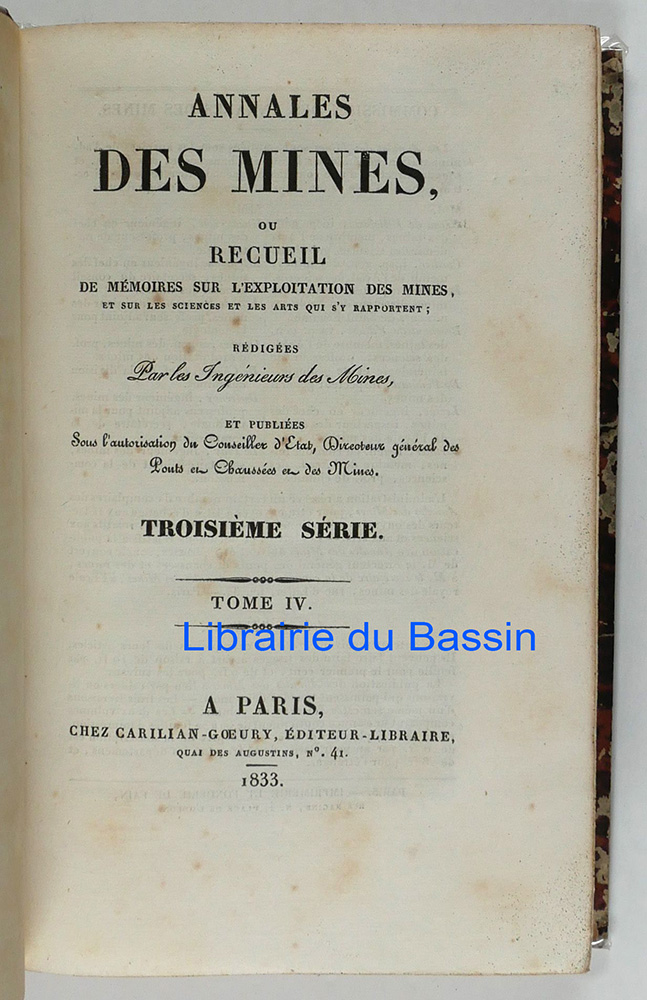 ANNALES
DES MINES,
OU
RECUEIL
DE MÉMOIRES SUR L'EXPLOITATION DES MINES,
ET SUR LES SCIENCES ET LES ARTS QUI S'Y RAPPORTENT;
RÉDIGÉES
Par les Ingénieurs des Mines,
ET PUBLIÉES
Sous l'autorisation du Conseiller d'Etat, Directeur général des
Ponts et Chaussées et des Mines.
TROISIÈME SÉRIE.
TOME IV.
Librairie du Bassin
A PARIS,
CHEZ CARILIAN-GŒURY, ÉDITEUR-LIBRAIRE,
QUAI DES AUGUSTINS, Nº. 41.
1833.